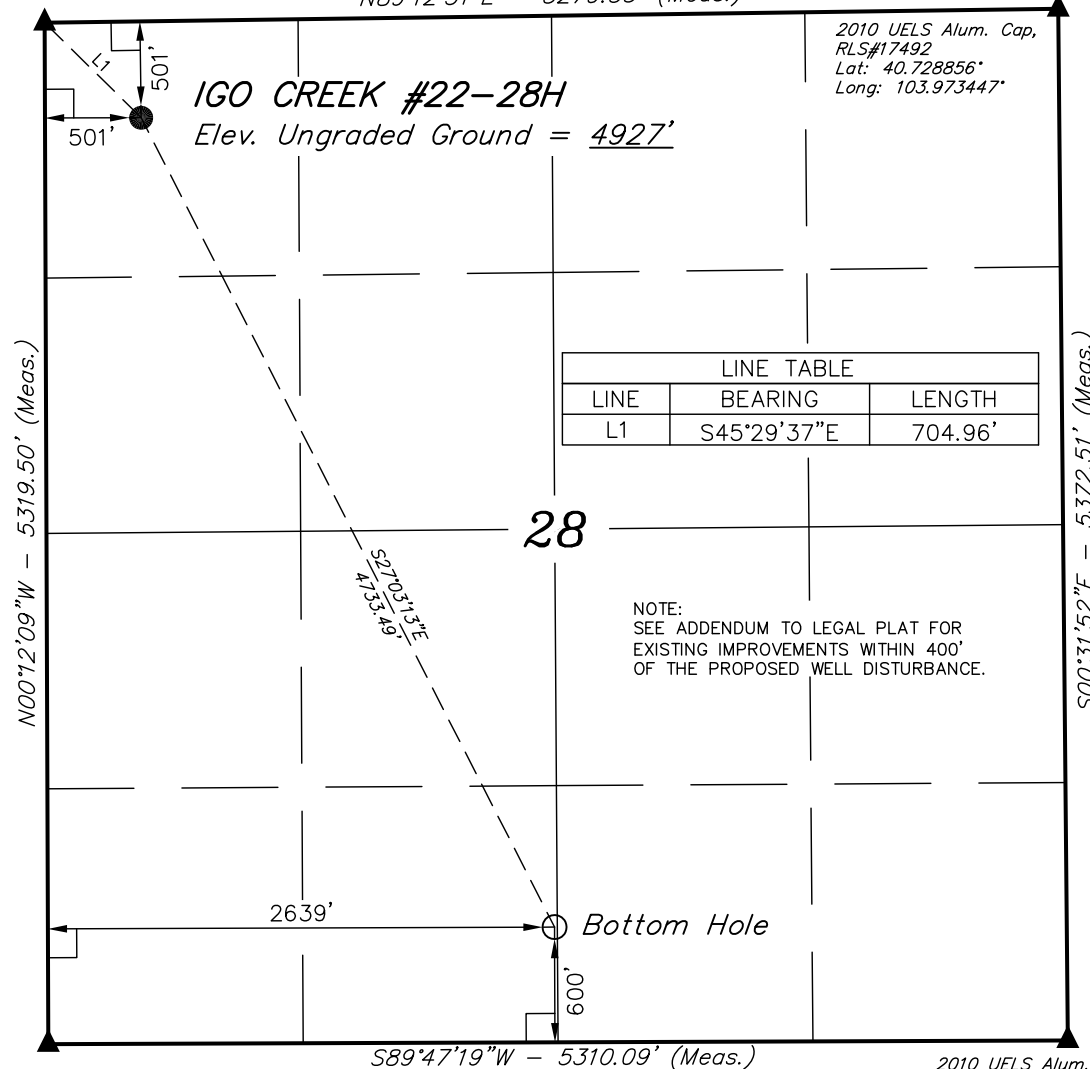 2010 UELS Alum. Cap,
RLS#17492
Lat: 40.728856°
Long: 103.973447°
L1
501'
501'
IGO CREEK #22-28H
Elev. Ungraded Ground = 4927'
LINE TABLE
LINE BEARING LENGTH
L1 S45°29'37"E 704.96'
N00°12'09"W - 5319.50' (Meas.)
S00°31'52"E - 5372.51' (Meas.)
28
S27°03'13"E
4733.49'
NOTE:
SEE ADDENDUM TO LEGAL PLAT FOR
EXISTING IMPROVEMENTS WITHIN 400'
OF THE PROPOSED WELL DISTURBANCE.
2639'
Bottom Hole
600'
S89°47'19"W - 5310.09' (Meas.)
2010 UELS Alum.